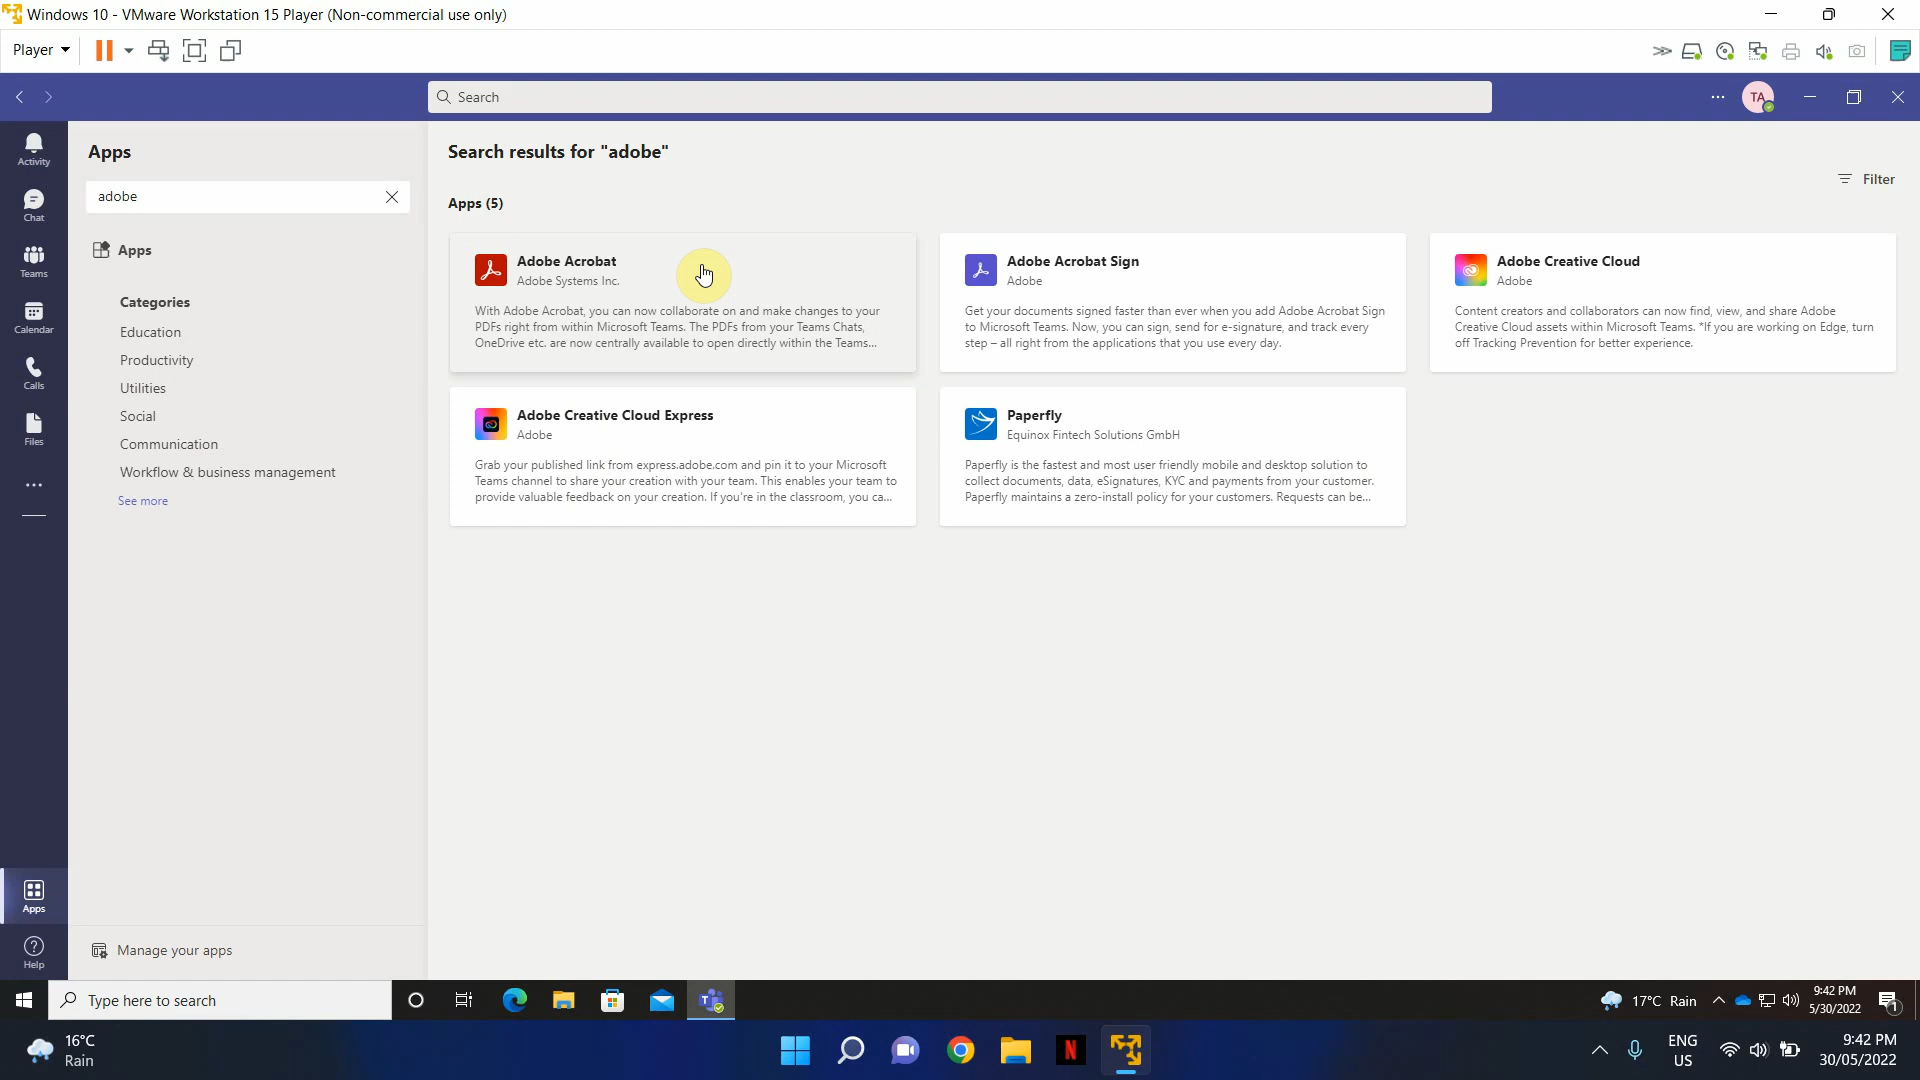 Windows 10 - VMware Workstation 15 Player (Non-commercial use only)
Player
Search
TA
Activity
Chat
Teams
Calendar
Calls
Files
Apps
Help
Apps
adobe
Apps
Categories
Education
Productivity
Utilities
Social
Communication
Workflow & business management
See more
Manage your apps
Search results for "adobe"
Filter
Apps (5)
Adobe Acrobat
Adobe Systems Inc.
With Adobe Acrobat, you can now collaborate on and make changes to your
PDFs right from within Microsoft Teams. The PDFs from your Teams Chats,
OneDrive etc. are now centrally available to open directly within the Teams...
Adobe Acrobat Sign
Adobe
Get your documents signed faster than ever when you add Adobe Acrobat Sign
to Microsoft Teams. Now, you can sign, send for e-signature, and track every
step – all right from the applications that you use every day.
Adobe Creative Cloud
Adobe
Content creators and collaborators can now find, view, and share Adobe
Creative Cloud assets within Microsoft Teams. *If you are working on Edge, turn
off Tracking Prevention for better experience.
Adobe Creative Cloud Express
Adobe
Grab your published link from express.adobe.com and pin it to your Microsoft
Teams channel to share your creation with your team. This enables your team to
provide valuable feedback on your creation. If you're in the classroom, you ca...
Paperfly
Equinox Fintech Solutions GmbH
Paperfly is the fastest and most user friendly mobile and desktop solution to
collect documents, data, eSignatures, KYC and payments from your customer.
Paperfly maintains a zero-install policy for your customers. Requests can be...
Type here to search
17°C Rain
9:42 PM
5/30/2022
1
16°C
Rain
N
ENG
US
9:42 PM
30/05/2022